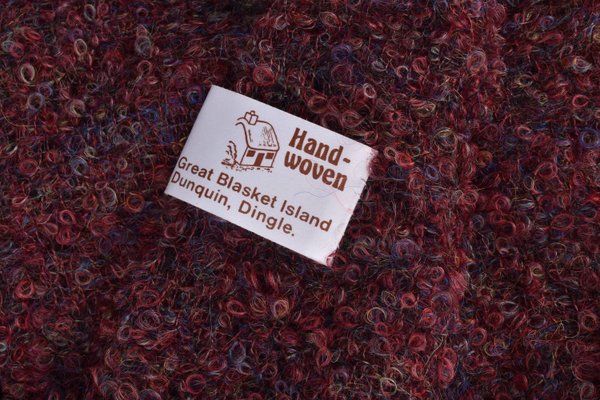 Hand-
woven
Great Blasket Island
Dunquin, Dingle.